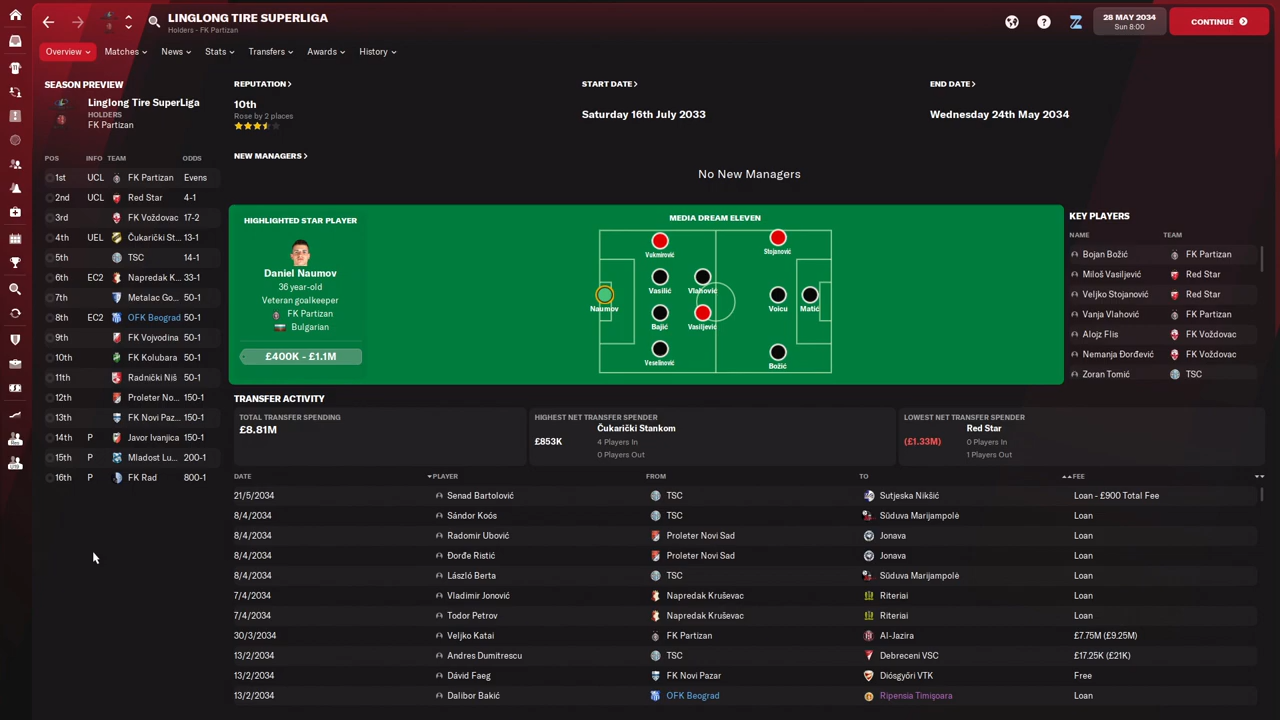 LINGLONG TIRE SUPERLIGA
Holders - FK Partizan
28 MAY 2034
Sun 8:00
CONTINUE
Overview
Matches
News
Stats
Transfers
Awards
History
SEASON PREVIEW
Linglong Tire SuperLiga
HOLDERS
FK Partizan
POS INFO TEAM ODDS
1st UCL FK Partizan Evens
2nd UCL Red Star 4-1
3rd FK Voždovac 17-2
4th UEL Čukarički St... 13-1
5th TSC 14-1
6th EC2 Napredak K... 33-1
7th Metalac Go... 50-1
8th EC2 OFK Beograd 50-1
9th FK Vojvodina 50-1
10th FK Kolubara 50-1
11th Radnički Niš 50-1
12th Proleter No... 150-1
13th FK Novi Paz... 150-1
14th P Javor Ivanjica 150-1
15th P Mladost Lu... 200-1
16th P FK Rad 800-1
REPUTATION
10th
Rose by 2 places
START DATE
Saturday 16th July 2033
END DATE
Wednesday 24th May 2034
NEW MANAGERS
No New Managers
HIGHLIGHTED STAR PLAYER
Daniel Naumov
36 year-old
Veteran goalkeeper
FK Partizan
Bulgarian
£400K - £1.1M
MEDIA DREAM ELEVEN
Vukmirović
Stojanović
Vasilić
Vlahović
Naumov
Voicu
Matić
Bajić
Vasiljević
Veselinović
Božić
KEY PLAYERS
NAME TEAM
Bojan Božić FK Partizan
Miloš Vasiljević Red Star
Veljko Stojanović Red Star
Vanja Vlahović FK Partizan
Alojz Flis FK Voždovac
Nemanja Đorđević FK Voždovac
Zoran Tomić TSC
TRANSFER ACTIVITY
TOTAL TRANSFER SPENDING
£8.81M
HIGHEST NET TRANSFER SPENDER
Čukarički Stankom
£853K
4 Players In
0 Players Out
LOWEST NET TRANSFER SPENDER
Red Star
(£1.33M)
0 Players In
1 Players Out
DATE PLAYER FROM TO FEE
21/5/2034 Senad Bartolović TSC Sutjeska Nikšić Loan - £900 Total Fee
8/4/2034 Sándor Koós TSC Sūduva Marijampolė Loan
8/4/2034 Radomir Ubović Proleter Novi Sad Jonava Loan
8/4/2034 Đorđe Ristić Proleter Novi Sad Jonava Loan
8/4/2034 László Berta TSC Sūduva Marijampolė Loan
7/4/2034 Vladimir Jonović Napredak Kruševac Riteriai Loan
7/4/2034 Todor Petrov Napredak Kruševac Riteriai Loan
30/3/2034 Veljko Katai FK Partizan Al-Jazira £7.75M (£9.25M)
13/2/2034 Andres Dumitrescu TSC Debreceni VSC £17.25K (£21K)
13/2/2034 Dávid Faeg FK Novi Pazar Diósgyőri VTK Free
13/2/2034 Dalibor Bakić OFK Beograd Ripensia Timişoara Loan